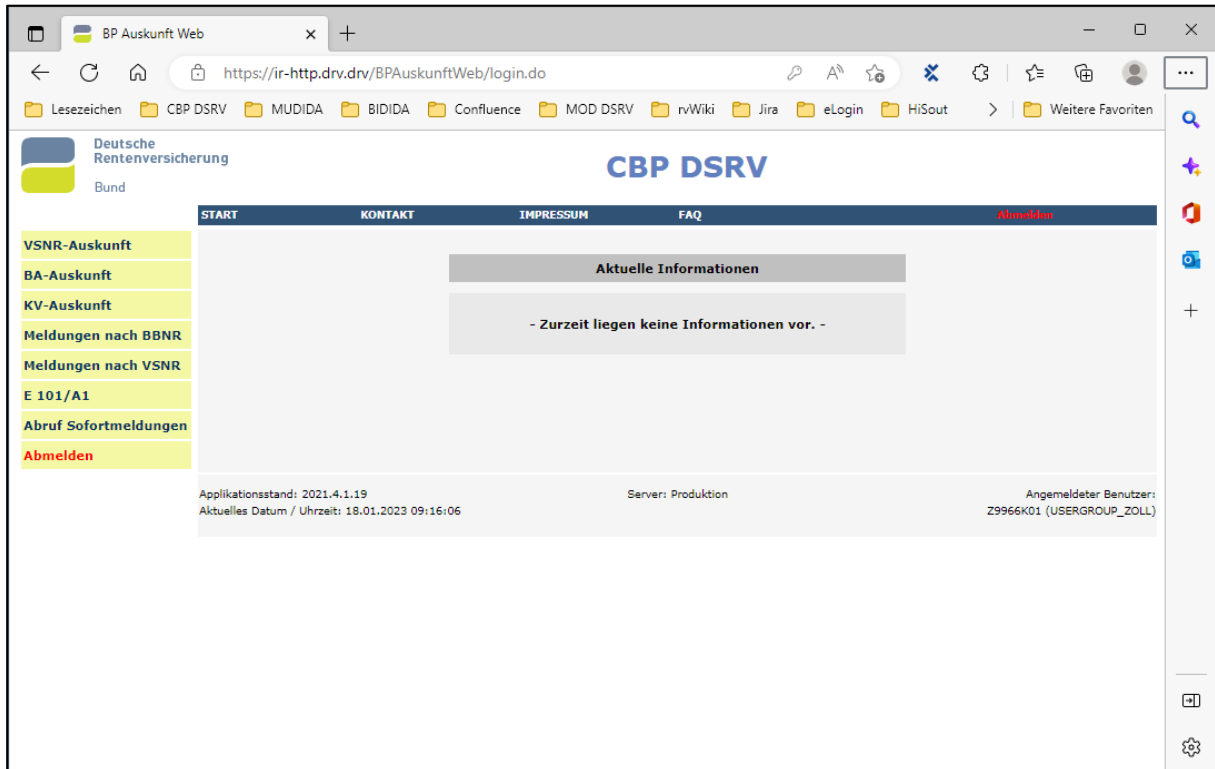 BP Auskunft Web
https://ir-http.drv.drv/BPAuskunftWeb/login.do
Lesezeichen CBP DSRV MUDIDA BIDIDA Confluence MOD DSRV rvWiki Jira eLogin HiSout Weitere Favoriten
Deutsche
Rentenversicherung
Bund
CBP DSRV
START KONTAKT IMPRESSUM FAQ Abmelden
VSNR-Auskunft
BA-Auskunft
KV-Auskunft
Meldungen nach BBNR
Meldungen nach VSNR
E 101/A1
Abruf Sofortmeldungen
Abmelden
Aktuelle Informationen
- Zurzeit liegen keine Informationen vor. -
Applikationsstand: 2021.4.1.19 Server: Produktion Angemeldeter Benutzer:
Aktuelles Datum / Uhrzeit: 18.01.2023 09:16:06 Z9966K01 (USERGROUP_ZOLL)